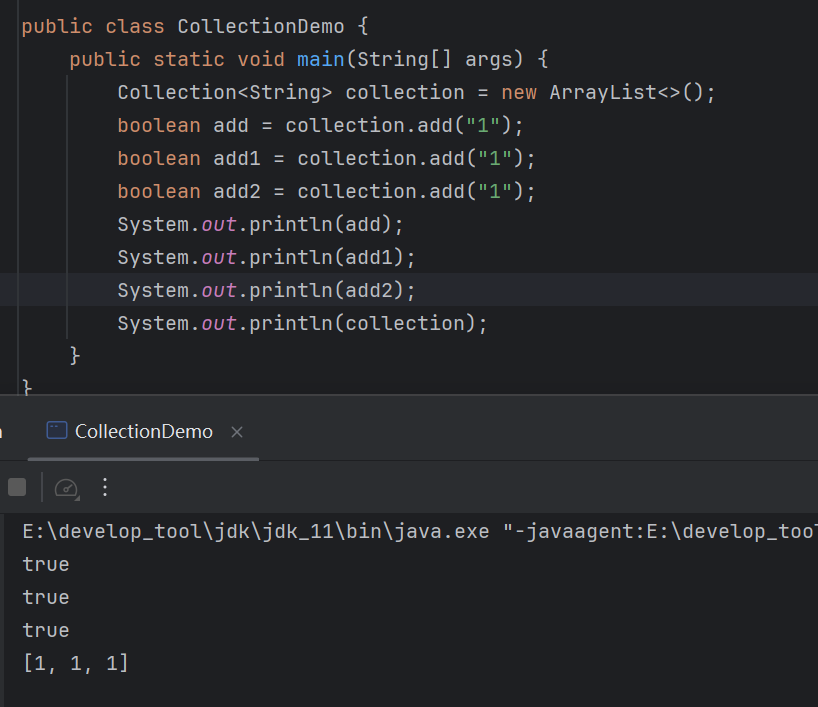 public class CollectionDemo {
    public static void main(String[] args) {
        Collection<String> collection = new ArrayList<>();
        boolean add = collection.add("1");
        boolean add1 = collection.add("1");
        boolean add2 = collection.add("1");
        System.out.println(add);
        System.out.println(add1);
        System.out.println(add2);
        System.out.println(collection);
    }
}
CollectionDemo ×
E:\develop_tool\jdk\jdk_11\bin\java.exe "-javaagent:E:\develop_tool
true
true
true
[1, 1, 1]